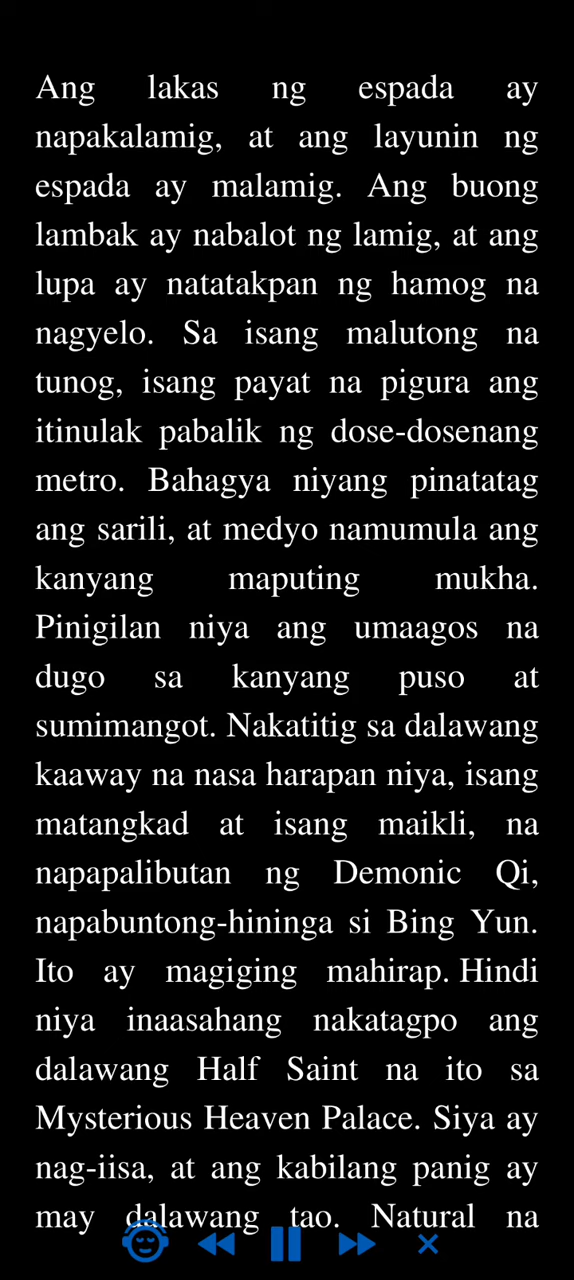 Ang lakas ng espada ay
napakalamig, at ang layunin ng
espada ay malamig. Ang buong
lambak ay nabalot ng lamig, at ang
lupa ay natatakpan ng hamog na
nagyelo. Sa isang malutong na
tunog, isang payat na pigura ang
itinulak pabalik ng dose-dosenang
metro. Bahagya niyang pinatatag
ang sarili, at medyo namumula ang
kanyang maputing mukha.
Pinigilan niya ang umaagos na
dugo sa kanyang puso at
sumimangot. Nakatitig sa dalawang
kaaway na nasa harapan niya, isang
matangkad at isang maikli, na
napapalibutan ng Demonic Qi,
napabuntong-hininga si Bing Yun.
Ito ay magiging mahirap. Hindi
niya inaasahang nakatagpo ang
dalawang Half Saint na ito sa
Mysterious Heaven Palace. Siya ay
nag-iisa, at ang kabilang panig ay
may dalawang tao. Natural na